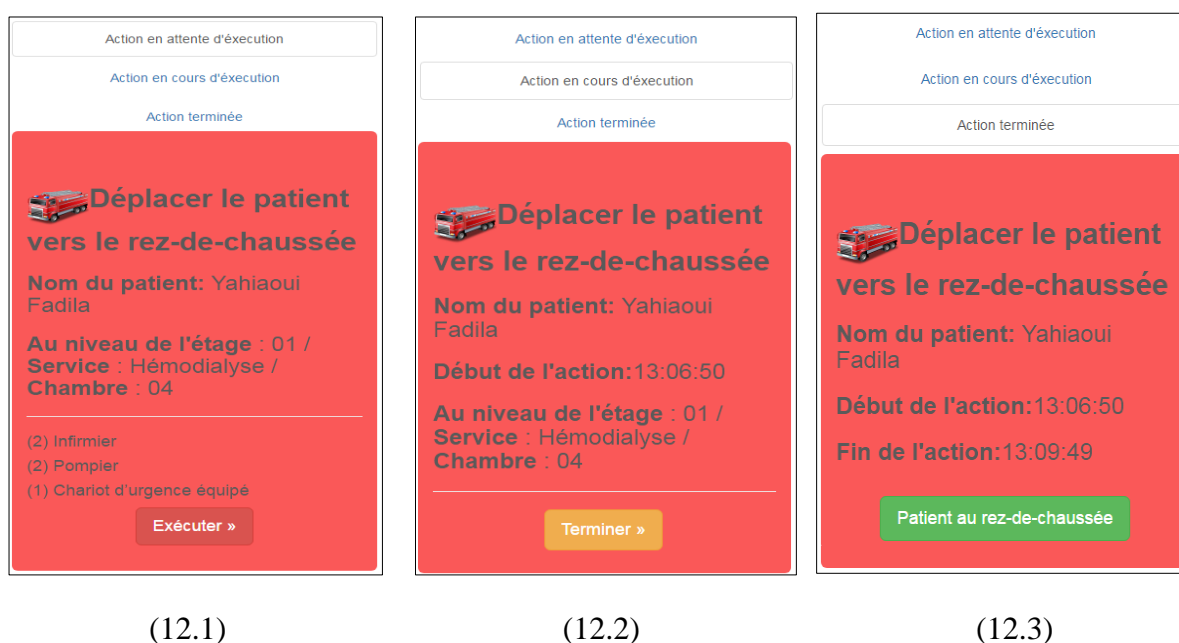 Action en attente d'éxecution
Action en cours d'éxecution
Action terminée
Déplacer le patient
vers le rez-de-chaussée
Nom du patient: Yahiaoui
Fadila
Au niveau de l'étage : 01 /
Service : Hémodialyse /
Chambre : 04
(2) Infirmier
(2) Pompier
(1) Chariot d'urgence équipé
Exécuter »
(12.1)
Action en attente d'éxecution
Action en cours d'éxecution
Action terminée
Déplacer le patient
vers le rez-de-chaussée
Nom du patient: Yahiaoui
Fadila
Début de l'action:13:06:50
Au niveau de l'étage : 01 /
Service : Hémodialyse /
Chambre : 04
Terminer »
(12.2)
Action en attente d'éxecution
Action en cours d'éxecution
Action terminée
Déplacer le patient
vers le rez-de-chaussée
Nom du patient: Yahiaoui
Fadila
Début de l'action:13:06:50
Fin de l'action:13:09:49
Patient au rez-de-chaussée
(12.3)